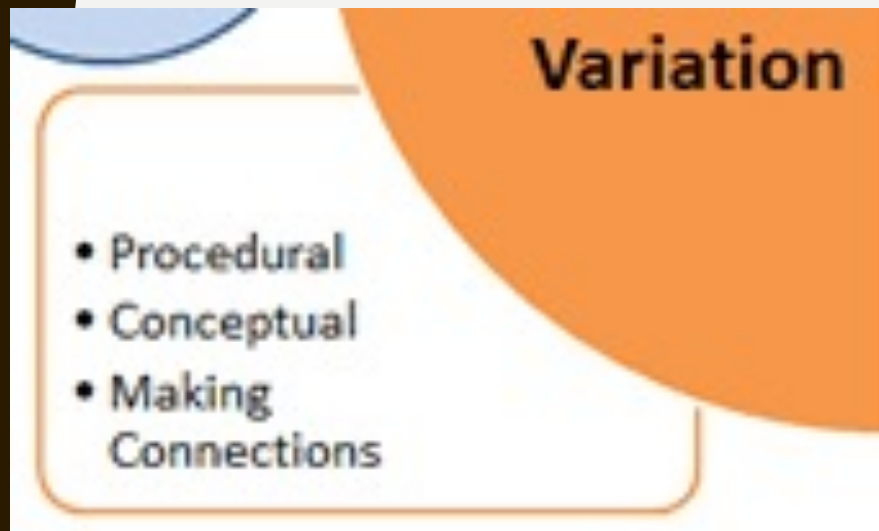 Variation
• Procedural
• Conceptual
• Making
Connections